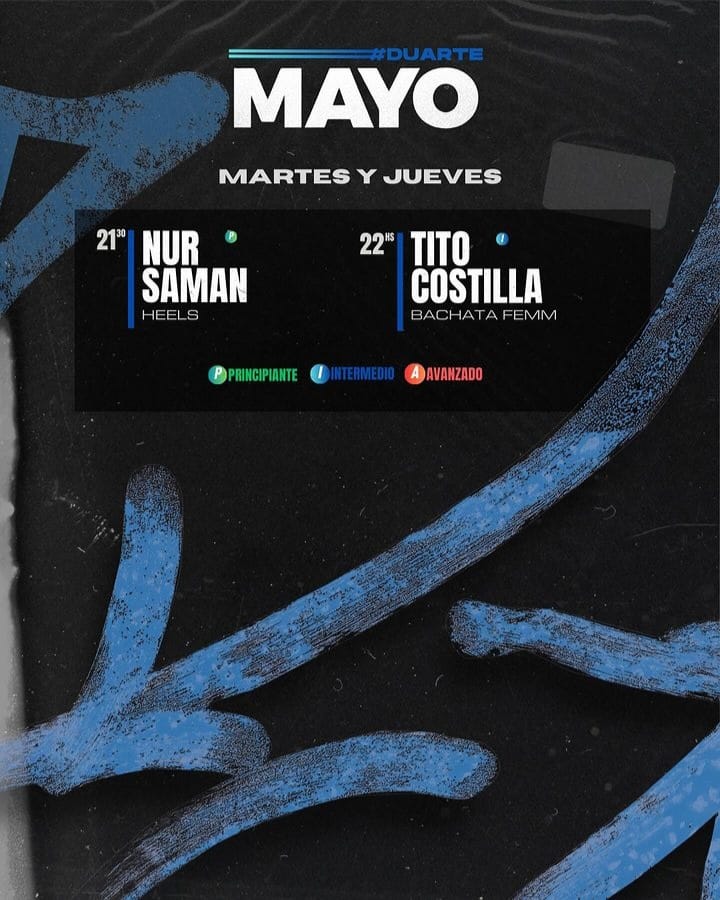 #DUARTE
MAYO
MARTES Y JUEVES
21³⁰
NUR P
SAMAN
HEELS
22HS
TITO I
COSTILLA
BACHATA FEMM
P PRINCIPIANTE I INTERMEDIO A AVANZADO